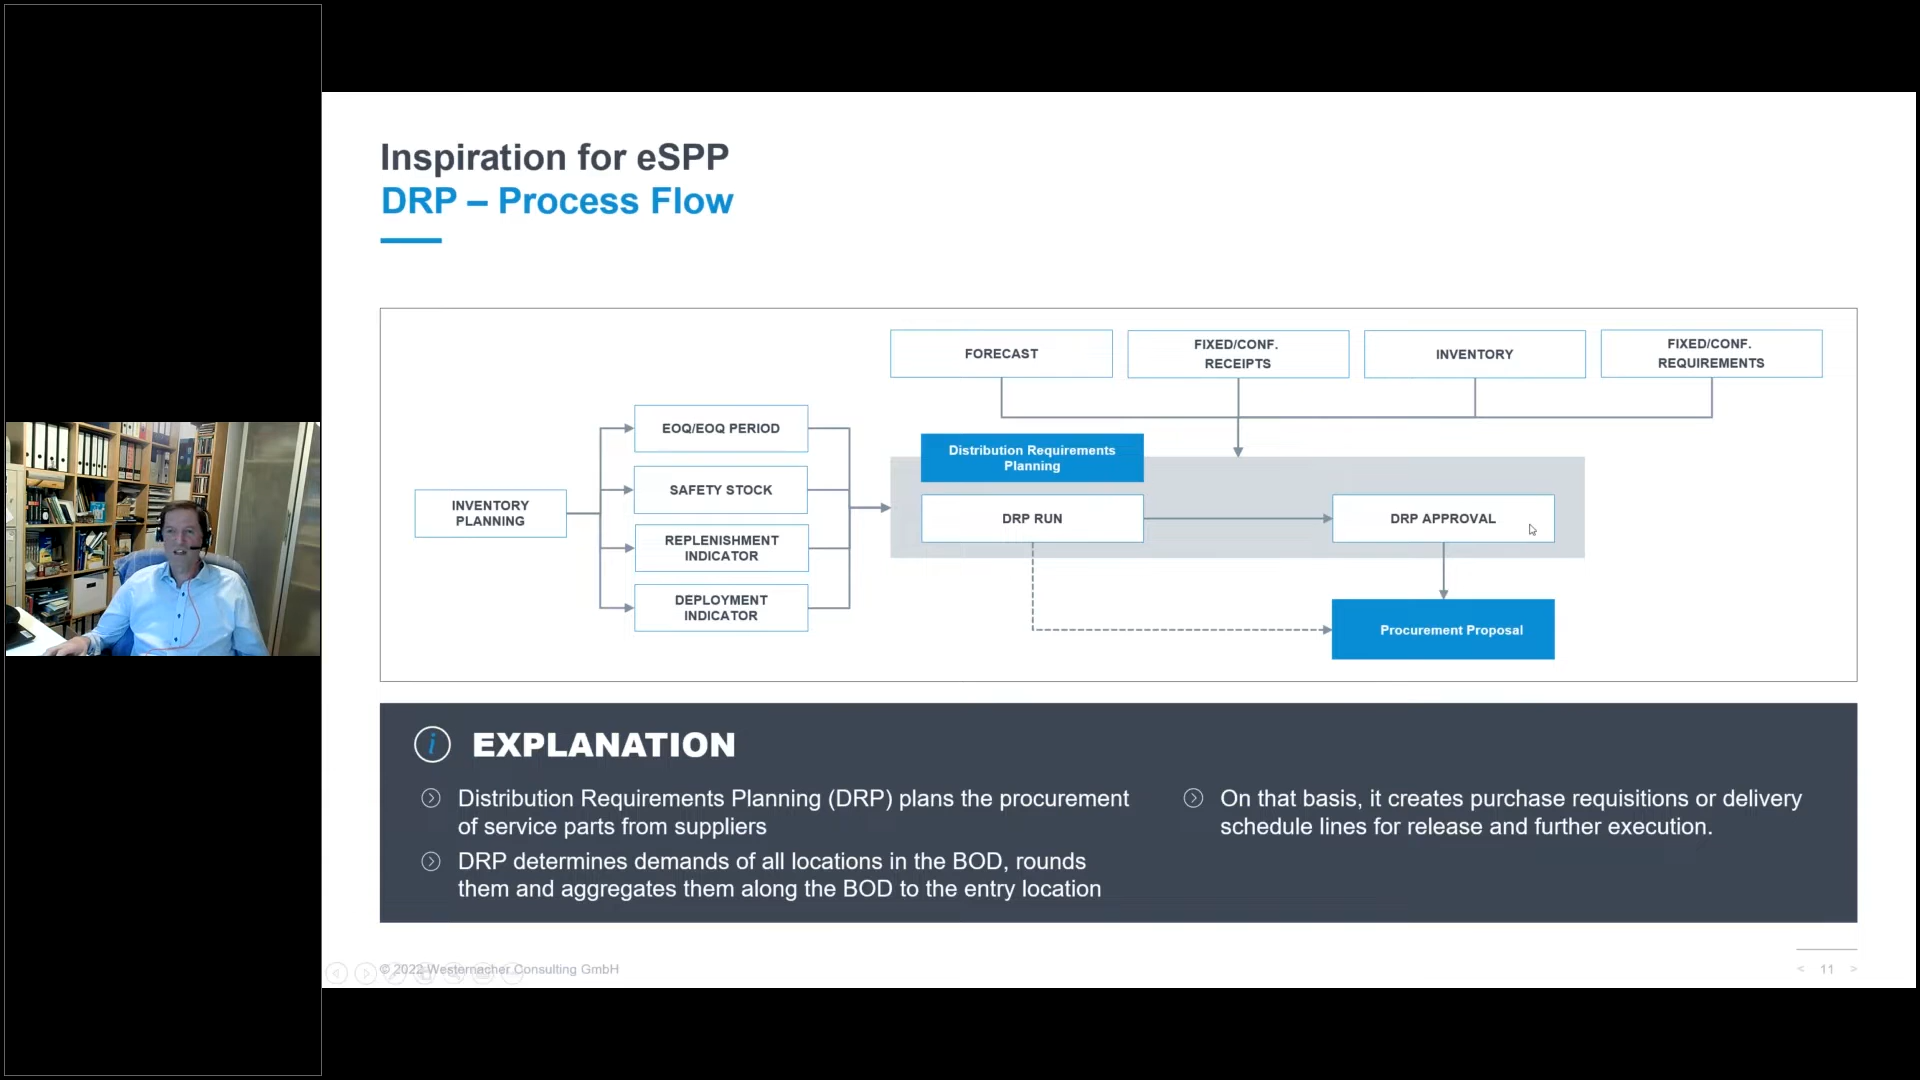 Inspiration for eSPP
DRP – Process Flow
FORECAST
FIXED/CONF.
RECEIPTS
INVENTORY
FIXED/CONF.
REQUIREMENTS
INVENTORY
PLANNING
EOQ/EOQ PERIOD
SAFETY STOCK
REPLENISHMENT
INDICATOR
DEPLOYMENT
INDICATOR
Distribution Requirements
Planning
DRP RUN
DRP APPROVAL
Procurement Proposal
i EXPLANATION
Distribution Requirements Planning (DRP) plans the procurement
of service parts from suppliers
DRP determines demands of all locations in the BOD, rounds
them and aggregates them along the BOD to the entry location
On that basis, it creates purchase requisitions or delivery
schedule lines for release and further execution.
© 2022 Westernacher Consulting GmbH
< 11 >